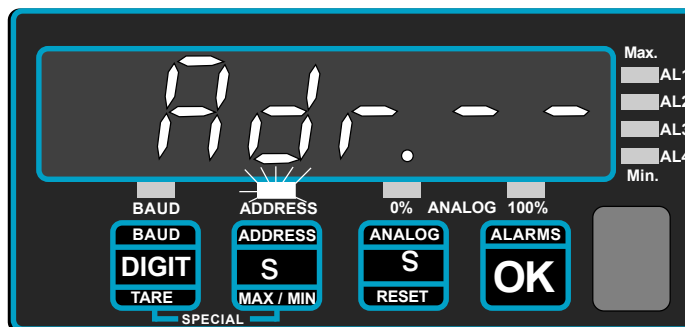 Max.
Adr.--
AL1
AL2
AL3
AL4
Min.
BAUD ADDRESS 0% ANALOG 100%
BAUD ADDRESS ANALOG ALARMS
DIGIT S S OK
TARE MAX / MIN RESET
SPECIAL